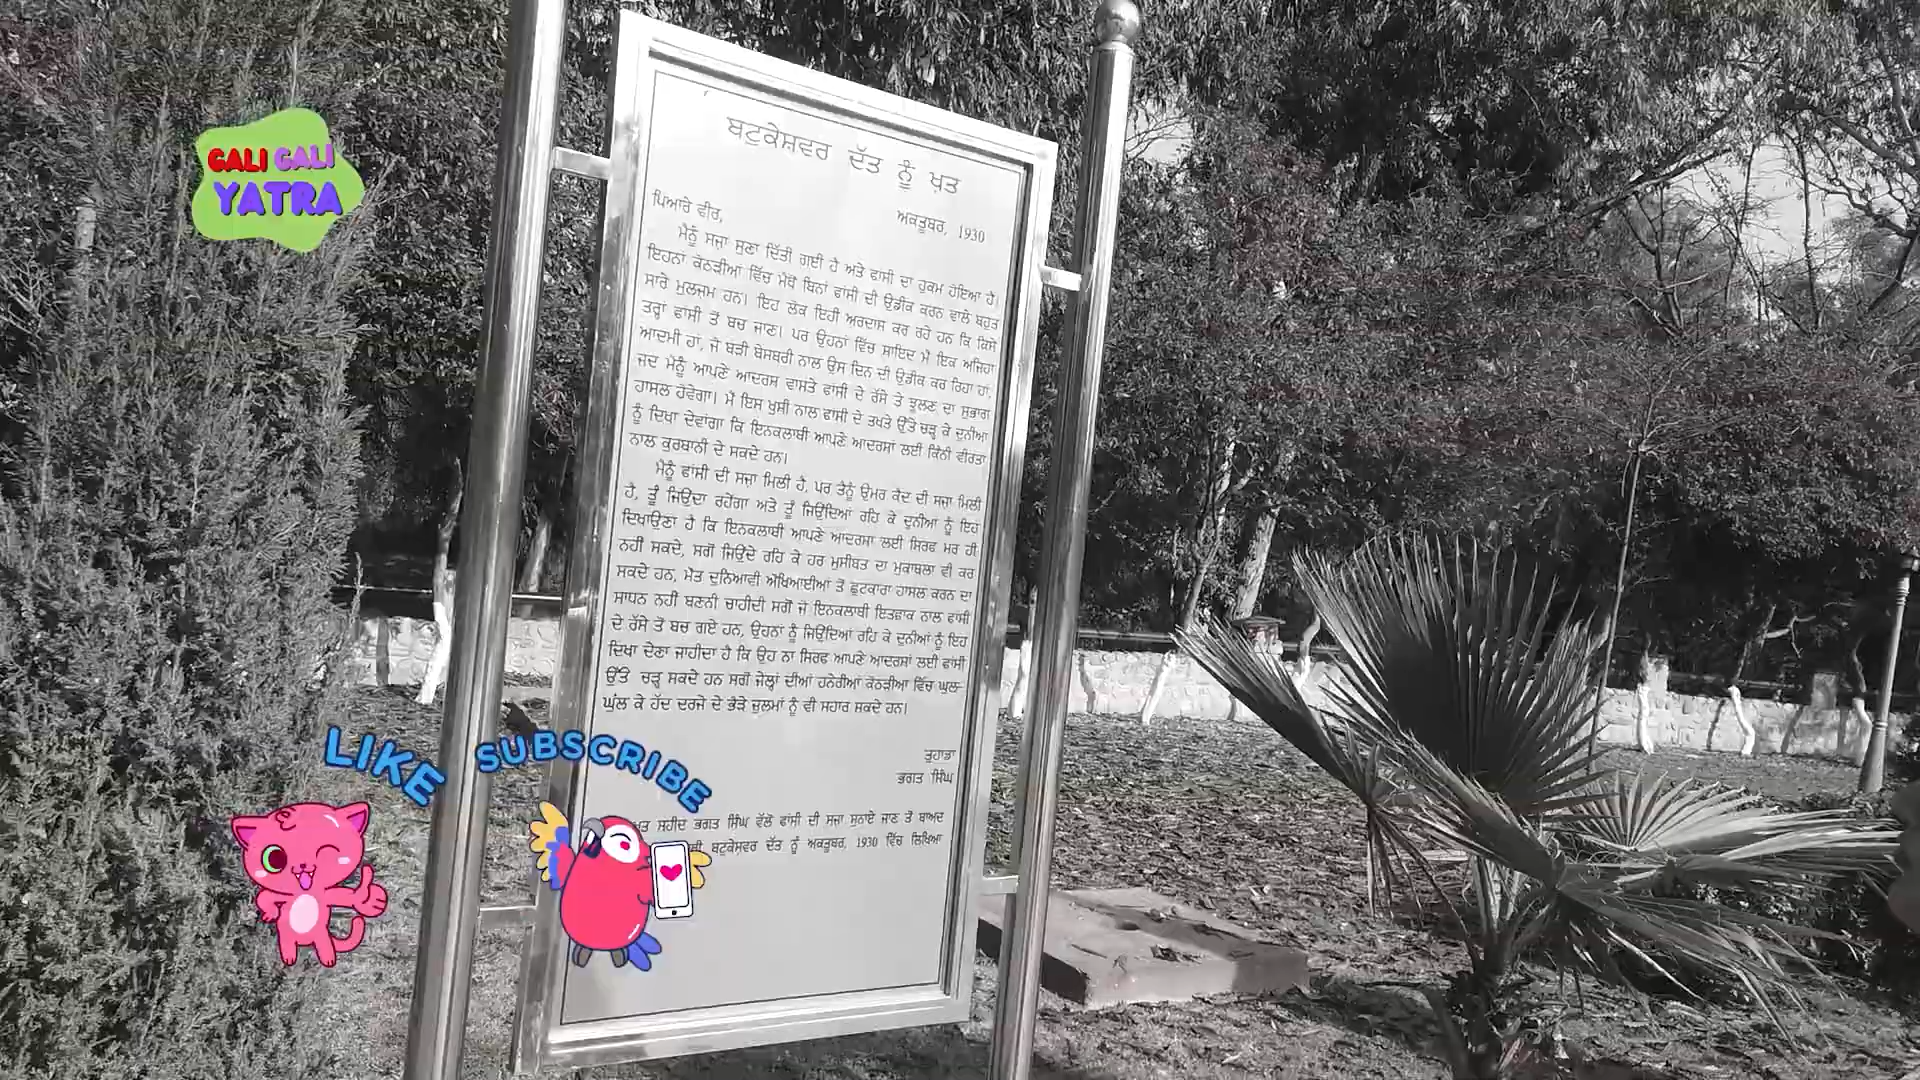 GALI GALI
YATRA
ਬਟੁਕੇਸ਼ਵਰ ਦੱਤ ਨੂੰ ਖ਼ਤ
ਅਕਤੂਬਰ, 1930
ਪਿਆਰੇ ਵੀਰ,
ਮੈਨੂੰ ਸਜ਼ਾ ਸੁਣਾ ਦਿੱਤੀ ਗਈ ਹੈ ਅਤੇ ਫਾਂਸੀ ਦਾ ਹੁਕਮ ਹੋਇਆ ਹੈ।
ਇਹਨਾਂ ਕੋਠੜੀਆਂ ਵਿੱਚ ਮੈਥੋਂ ਬਿਨਾਂ ਫਾਂਸੀ ਦੀ ਉਡੀਕ ਕਰਨ ਵਾਲੇ ਬਹੁਤ
ਸਾਰੇ ਮੁਲਜ਼ਮ ਹਨ। ਇਹ ਲੋਕ ਇਹੀ ਅਰਦਾਸ ਕਰ ਰਹੇ ਹਨ ਕਿ ਕਿਸੇ
ਤਰ੍ਹਾਂ ਫਾਂਸੀ ਤੋਂ ਬਚ ਜਾਣ। ਪਰ ਉਹਨਾਂ ਵਿੱਚ ਸ਼ਾਇਦ ਮੈਂ ਇਕ ਅਜਿਹਾ
ਆਦਮੀ ਹਾਂ, ਜੋ ਬੜੀ ਬੇਸਬਰੀ ਨਾਲ ਉਸ ਦਿਨ ਦੀ ਉਡੀਕ ਕਰ ਰਿਹਾ ਹਾਂ,
ਜਦ ਮੈਨੂੰ ਆਪਣੇ ਆਦਰਸ਼ ਵਾਸਤੇ ਫਾਂਸੀ ਦੇ ਰੱਸੇ ਤੇ ਝੂਲਣ ਦਾ ਸੁਭਾਗ
ਹਾਸਲ ਹੋਵੇਗਾ। ਮੈਂ ਇਸ ਖੁਸ਼ੀ ਨਾਲ ਫਾਂਸੀ ਦੇ ਤਖ਼ਤੇ ਉੱਤੇ ਚੜ੍ਹ ਕੇ ਦੁਨੀਆ
ਨੂੰ ਦਿਖਾ ਦੇਵਾਂਗਾ ਕਿ ਇਨਕਲਾਬੀ ਆਪਣੇ ਆਦਰਸ਼ਾਂ ਲਈ ਕਿੰਨੀ ਵੀਰਤਾ
ਨਾਲ ਕੁਰਬਾਨੀ ਦੇ ਸਕਦੇ ਹਨ।
ਮੈਨੂੰ ਫਾਂਸੀ ਦੀ ਸਜ਼ਾ ਮਿਲੀ ਹੈ, ਪਰ ਤੈਨੂੰ ਉਮਰ ਕੈਦ ਦੀ ਸਜ਼ਾ ਮਿਲੀ
ਹੈ, ਤੂੰ ਜਿਉਂਦਾ ਰਹੇਂਗਾ ਅਤੇ ਤੂੰ ਜਿਉਂਦਿਆਂ ਰਹਿ ਕੇ ਦੁਨੀਆਂ ਨੂੰ ਇਹ
ਦਿਖਾਉਣਾ ਹੈ ਕਿ ਇਨਕਲਾਬੀ ਆਪਣੇ ਆਦਰਸ਼ਾਂ ਲਈ ਸਿਰਫ ਮਰ ਹੀ
ਨਹੀਂ ਸਕਦੇ, ਸਗੋਂ ਜਿਉਂਦੇ ਰਹਿ ਕੇ ਹਰ ਮੁਸੀਬਤ ਦਾ ਮੁਕਾਬਲਾ ਵੀ ਕਰ
ਸਕਦੇ ਹਨ, ਮੌਤ ਦੁਨਿਆਵੀ ਔਖਿਆਈਆਂ ਤੋਂ ਛੁਟਕਾਰਾ ਹਾਸਲ ਕਰਨ ਦਾ
ਸਾਧਨ ਨਹੀਂ ਬਣਨੀ ਚਾਹੀਦੀ ਸਗੋਂ ਜੋ ਇਨਕਲਾਬੀ ਇਤਫ਼ਾਕ ਨਾਲ ਫਾਂਸੀ
ਦੇ ਰੱਸੇ ਤੋਂ ਬਚ ਗਏ ਹਨ, ਉਹਨਾਂ ਨੂੰ ਜਿਉਂਦਿਆਂ ਰਹਿ ਕੇ ਦੁਨੀਆਂ ਨੂੰ ਇਹ
ਦਿਖਾ ਦੇਣਾ ਜਾਹੀਦਾ ਹੈ ਕਿ ਉਹ ਨਾ ਸਿਰਫ ਆਪਣੇ ਆਦਰਸ਼ਾਂ ਲਈ ਫਾਂਸੀ
ਉੱਤੇ ਚੜ੍ਹ ਸਕਦੇ ਹਨ ਸਗੋਂ ਜੇਲ੍ਹਾਂ ਦੀਆਂ ਹਨੇਰੀਆਂ ਕੋਠੜੀਆਂ ਵਿੱਚ ਘੁਲ-
ਘੁੱਲ ਕੇ ਹੱਦ ਦਰਜੇ ਦੇ ਭੈੜੇ ਜ਼ੁਲਮਾਂ ਨੂੰ ਵੀ ਸਹਾਰ ਸਕਦੇ ਹਨ।
ਤੁਹਾਡਾ
ਭਗਤ ਸਿੰਘ
ਸ਼ਹੀਦ ਭਗਤ ਸਿੰਘ ਵੱਲੋਂ ਫਾਂਸੀ ਦੀ ਸਜ਼ਾ ਸੁਨਾਏ ਜਾਣ ਤੋਂ ਬਾਅਦ
ਬਟੁਕੇਸ਼ਵਰ ਦੱਤ ਨੂੰ ਅਕਤੂਬਰ, 1930 ਵਿੱਚ ਲਿਖਿਆ
LIKE SUBSCRIBE